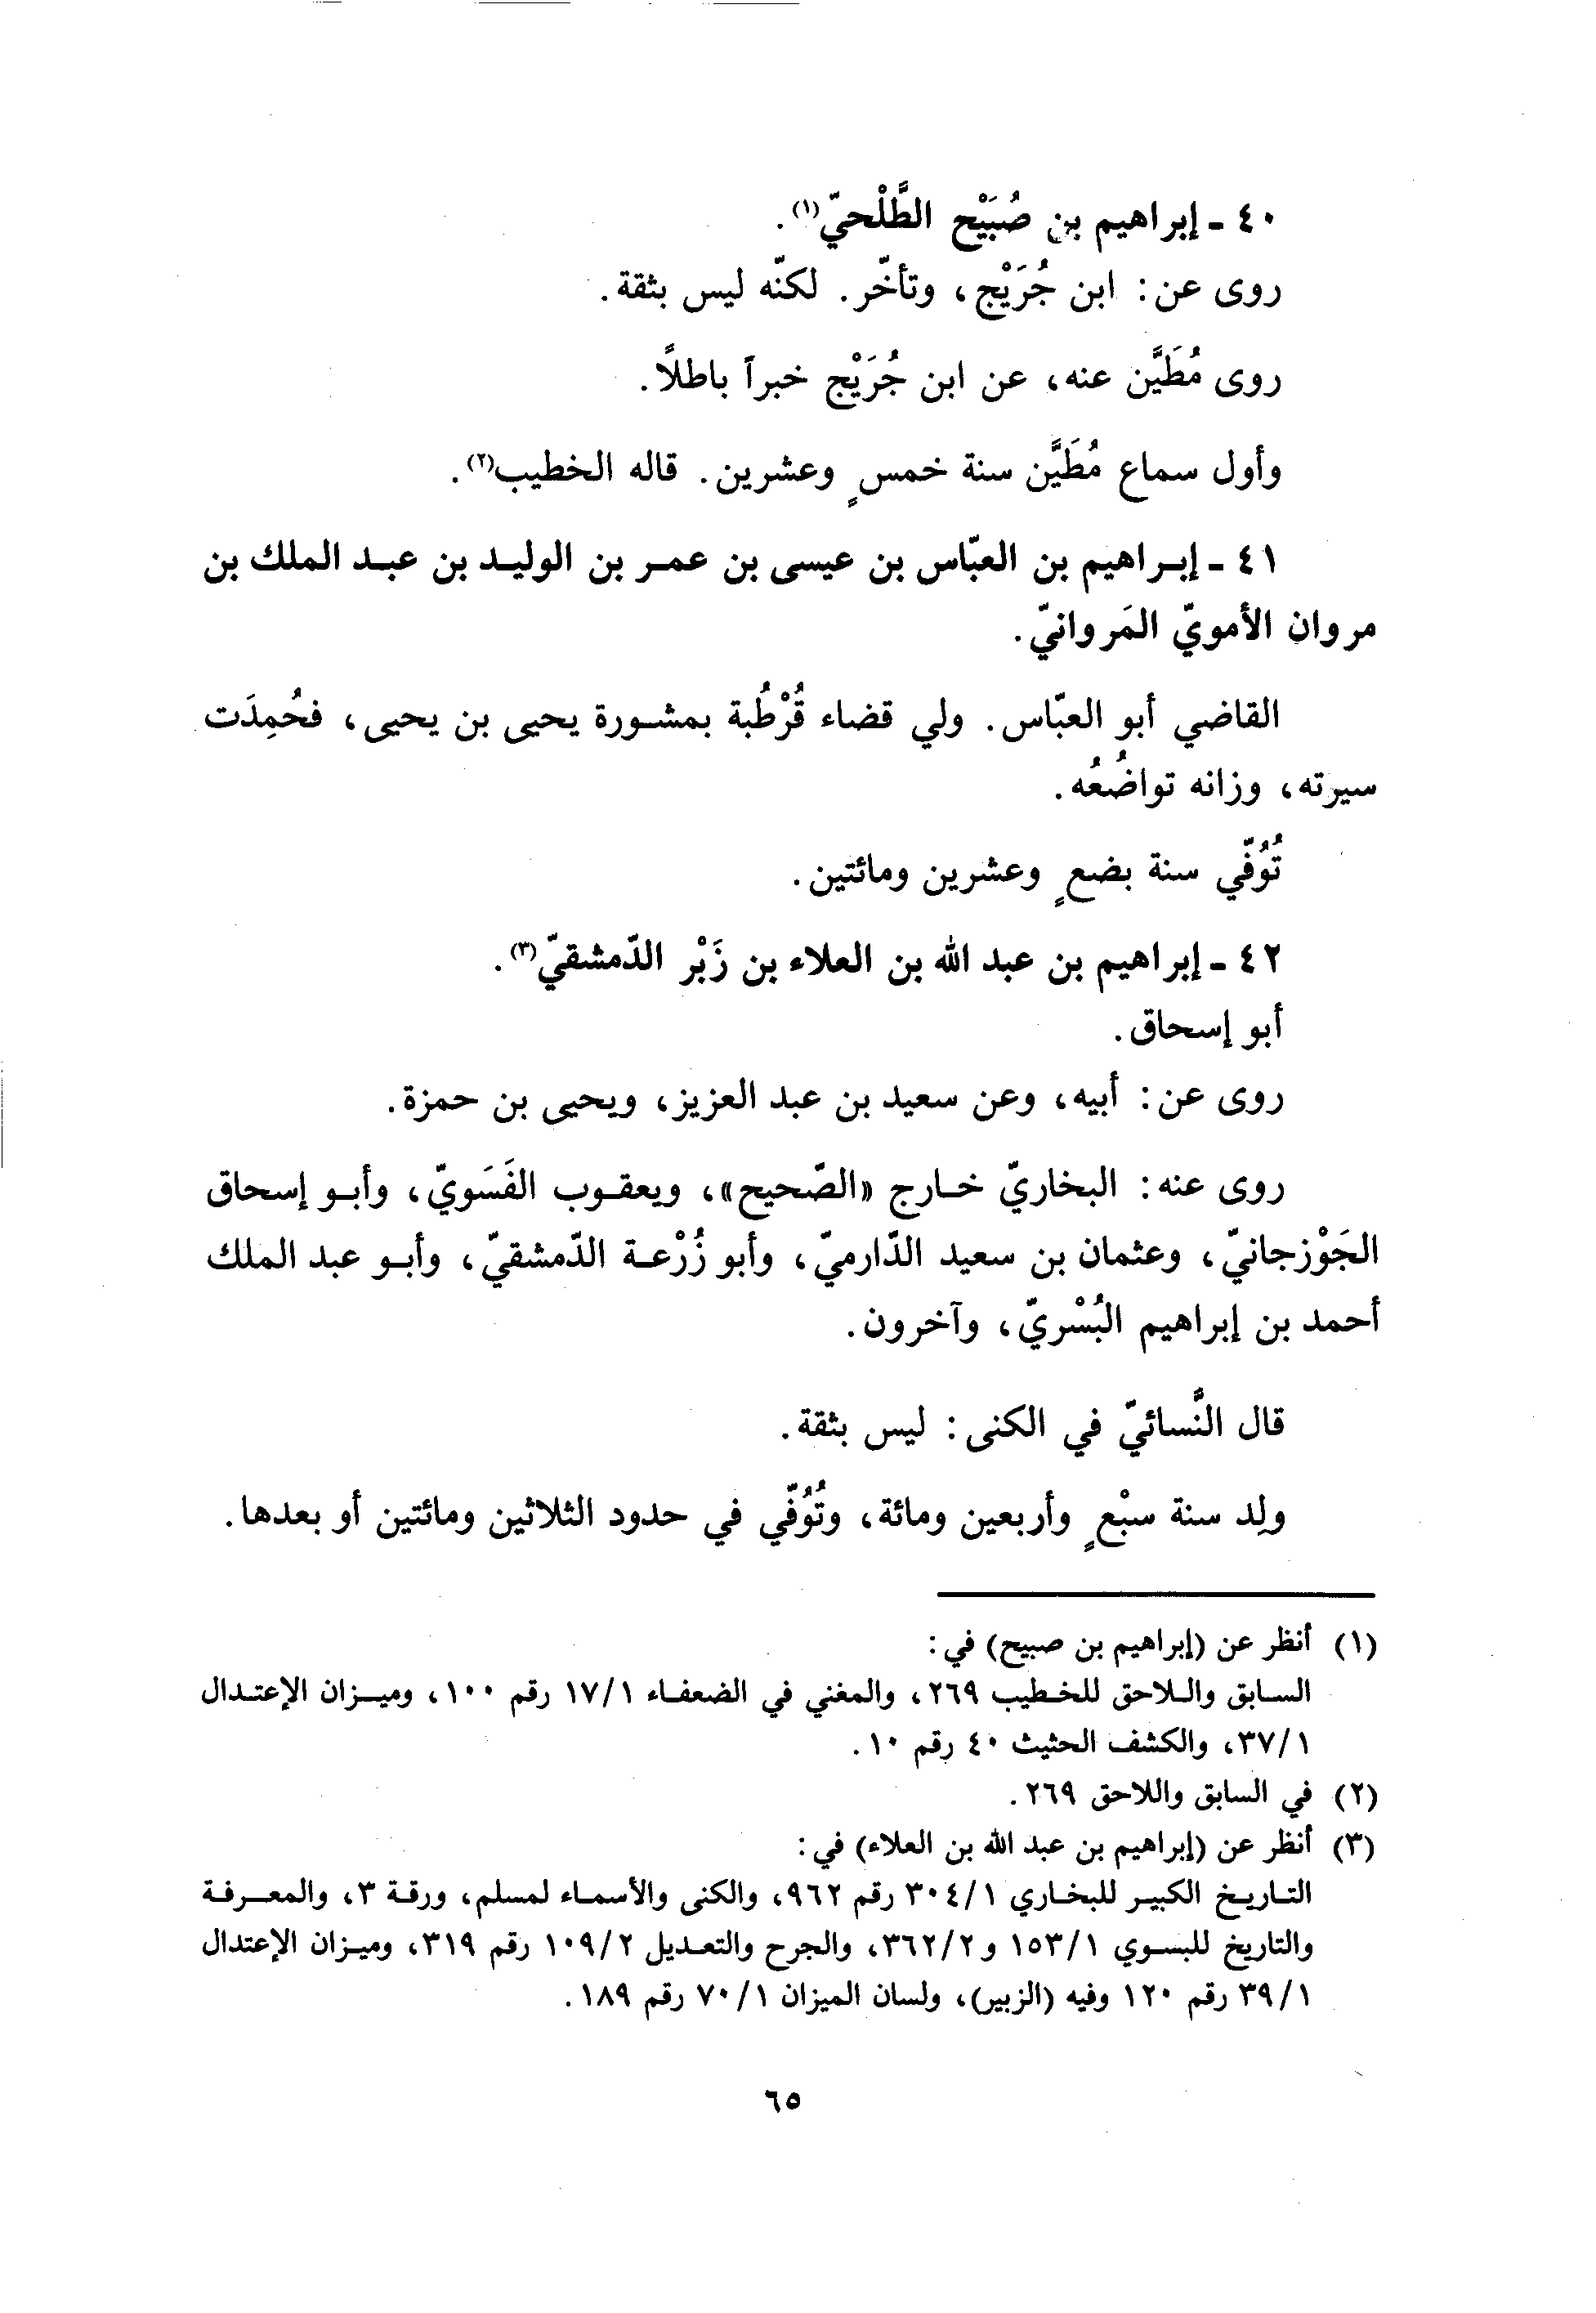 ٤٠ ـ إبراهيم بن صُبَيْح الطَّلْحيّ(١).
روى عن: ابن جُرَيْج، وتأخّر. لكنّه ليس بثقة.
روى مُطَيَّن عنه، عن ابن جُرَيْج خبراً باطلًا.
وأول سماع مُطَيَّن سنة خمسٍ وعشرين. قاله الخطيب(٢).
٤١ ـ إبراهيم بن العبّاس بن عيسى بن عمر بن الوليد بن عبد الملك بن
مروان الأمويّ المَروانيّ.
القاضي أبو العبّاس. ولي قضاء قُرْطُبة بمشورة يحيى بن يحيى، فحُمِدَت
سيرته، وزانه تواضُعُه.
تُوُفّي سنة بضعٍ وعشرين ومائتين.
٤٢ ـ إبراهيم بن عبد الله بن العلاء بن زَبْر الدّمشقيّ(٣).
أبو إسحاق.
روى عن: أبيه، وعن سعيد بن عبد العزيز، ويحيى بن حمزة.
روى عنه: البخاريّ خارج «الصّحيح»، ويعقوب الفَسَويّ، وأبو إسحاق
الجَوْزجانيّ، وعثمان بن سعيد الدّارميّ، وأبو زُرْعة الدّمشقيّ، وأبو عبد الملك
أحمد بن إبراهيم البُسْريّ، وآخرون.
قال النَّسائيّ في الكنى: ليس بثقة.
ولِد سنة سبْعٍ وأربعين ومائة، وتُوُفّي في حدود الثلاثين ومائتين أو بعدها.
(١) أنظر عن (إبراهيم بن صبيح) في:
السابق واللاحق للخطيب ٢٦٩، والمغني في الضعفاء ١٧/١ رقم ١٠٠، وميزان الإعتدال
٣٧/١، والكشف الحثيث ٤٠ رقم ١٠.
(٢) في السابق واللاحق ٢٦٩.
(٣) أنظر عن (إبراهيم بن عبد الله بن العلاء) في:
التاريخ الكبير للبخاري ٣٠٤/١ رقم ٩٦٢، والكنى والأسماء لمسلم، ورقة ٣، والمعرفة
والتاريخ للبسوي ١٥٣/١ و ٣٦٢/٢، والجرح والتعديل ١٠٩/٢ رقم ٣١٩، وميزان الإعتدال
٣٩/١ رقم ١٢٠ وفيه (الزبير)، ولسان الميزان ٧٠/١ رقم ١٨٩.
٦٥